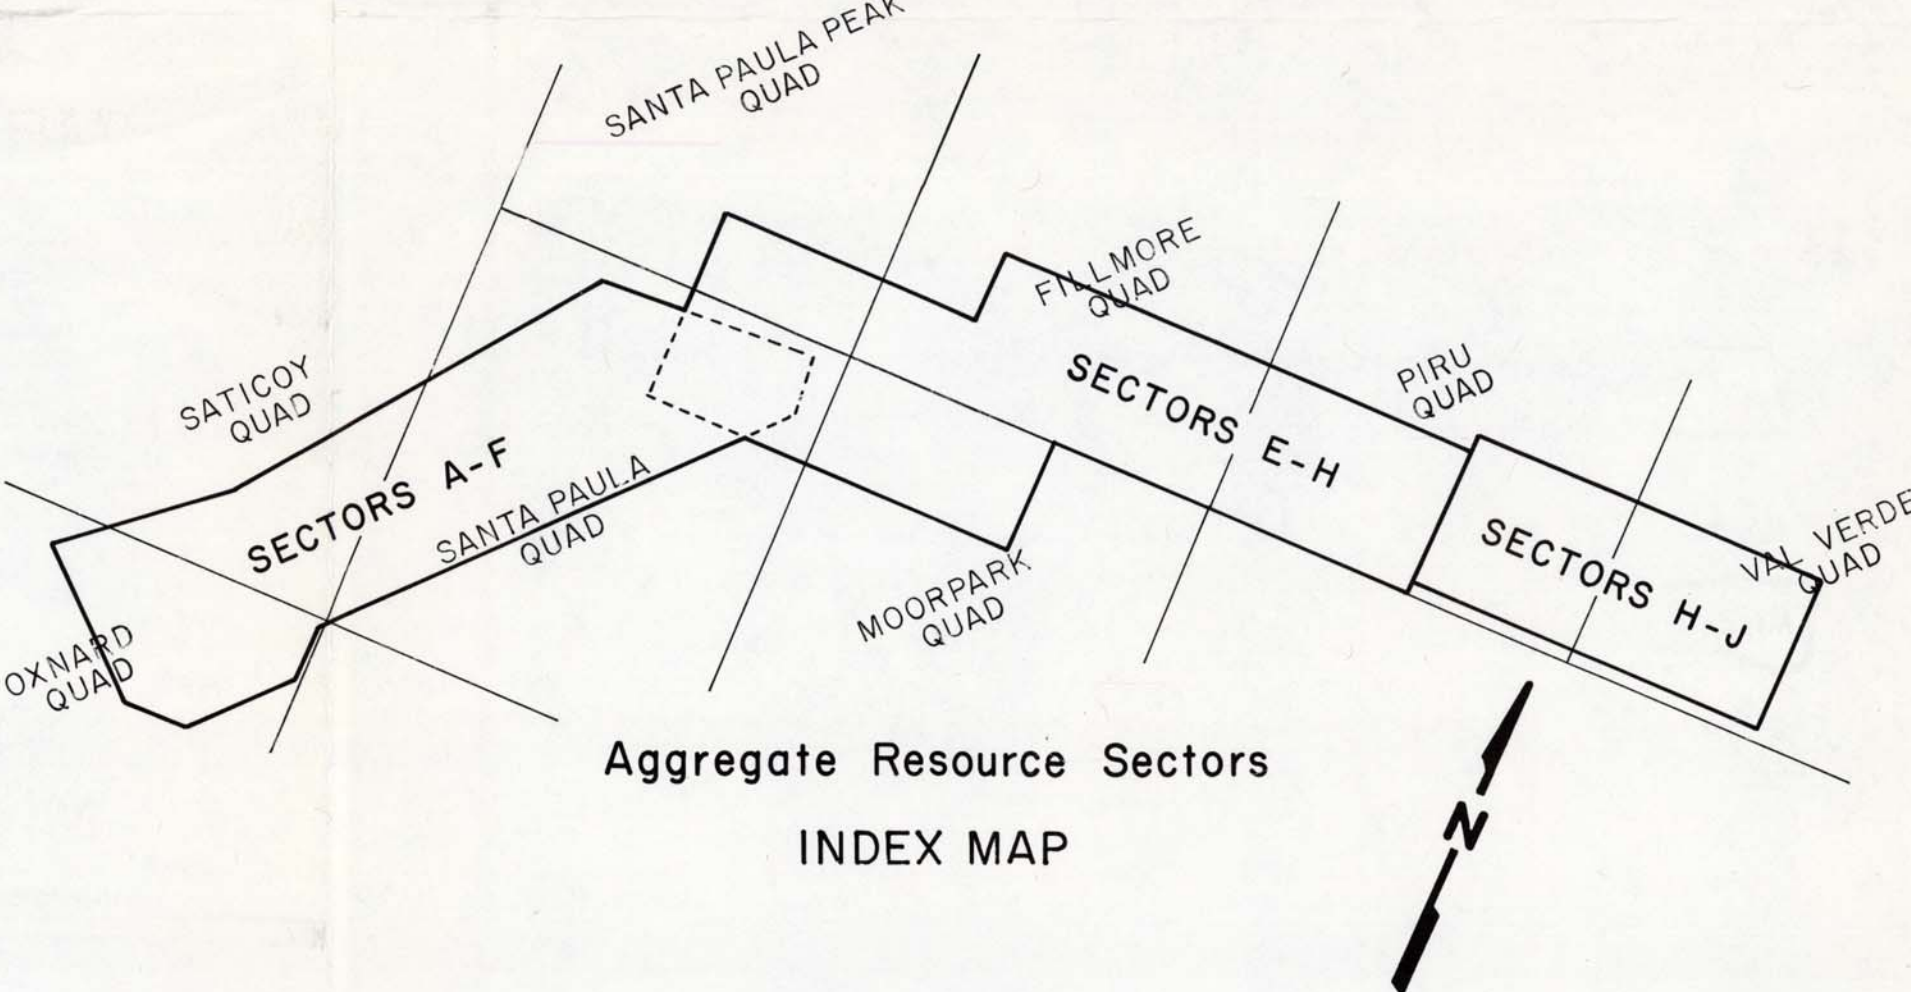 SANTA PAULA PEAK
QUAD
FILLMORE
QUAD
PIRU
QUAD
SATICOY
QUAD
SECTORS E-H
SECTORS A-F
SANTA PAULA
QUAD
VAL VERDE
QUAD
SECTORS H-J
MOORPARK
QUAD
OXNARD
QUAD
Aggregate Resource Sectors
INDEX MAP
N